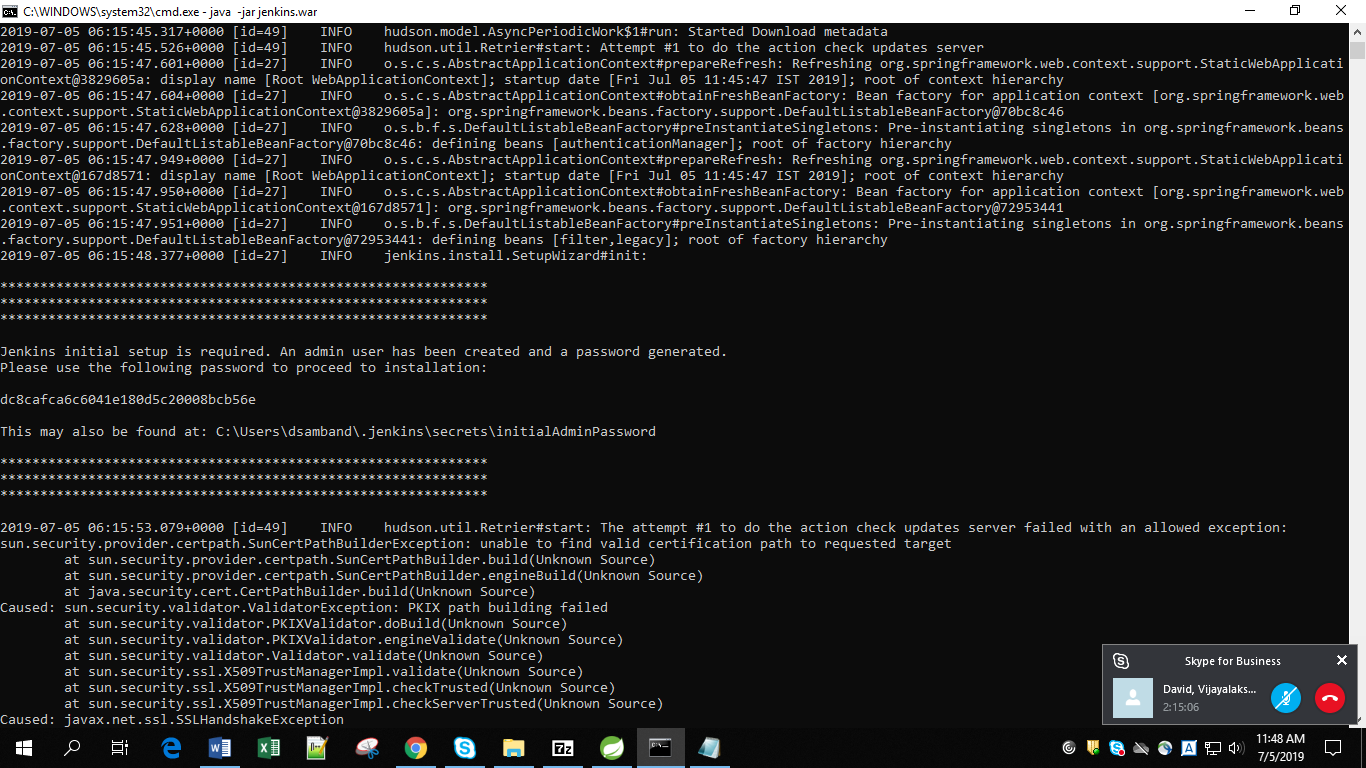 C:\WINDOWS\system32\cmd.exe - java  -jar jenkins.war
2019-07-05 06:15:45.317+0000 [id=49]    INFO    hudson.model.AsyncPeriodicWork$1#run: Started Download metadata
2019-07-05 06:15:45.526+0000 [id=49]    INFO    hudson.util.Retrier#start: Attempt #1 to do the action check updates server
2019-07-05 06:15:47.601+0000 [id=27]    INFO    o.s.c.s.AbstractApplicationContext#prepareRefresh: Refreshing org.springframework.web.context.support.StaticWebApplicati
onContext@3829605a: display name [Root WebApplicationContext]; startup date [Fri Jul 05 11:45:47 IST 2019]; root of context hierarchy
2019-07-05 06:15:47.604+0000 [id=27]    INFO    o.s.c.s.AbstractApplicationContext#obtainFreshBeanFactory: Bean factory for application context [org.springframework.web
.context.support.StaticWebApplicationContext@3829605a]: org.springframework.beans.factory.support.DefaultListableBeanFactory@70bc8c46
2019-07-05 06:15:47.628+0000 [id=27]    INFO    o.s.b.f.s.DefaultListableBeanFactory#preInstantiateSingletons: Pre-instantiating singletons in org.springframework.beans
.factory.support.DefaultListableBeanFactory@70bc8c46: defining beans [authenticationManager]; root of factory hierarchy
2019-07-05 06:15:47.949+0000 [id=27]    INFO    o.s.c.s.AbstractApplicationContext#prepareRefresh: Refreshing org.springframework.web.context.support.StaticWebApplicati
onContext@167d8571: display name [Root WebApplicationContext]; startup date [Fri Jul 05 11:45:47 IST 2019]; root of context hierarchy
2019-07-05 06:15:47.950+0000 [id=27]    INFO    o.s.c.s.AbstractApplicationContext#obtainFreshBeanFactory: Bean factory for application context [org.springframework.web
.context.support.StaticWebApplicationContext@167d8571]: org.springframework.beans.factory.support.DefaultListableBeanFactory@72953441
2019-07-05 06:15:47.951+0000 [id=27]    INFO    o.s.b.f.s.DefaultListableBeanFactory#preInstantiateSingletons: Pre-instantiating singletons in org.springframework.beans
.factory.support.DefaultListableBeanFactory@72953441: defining beans [filter,legacy]; root of factory hierarchy
2019-07-05 06:15:48.377+0000 [id=27]    INFO    jenkins.install.SetupWizard#init:
*************************************************************
*************************************************************
*************************************************************
Jenkins initial setup is required. An admin user has been created and a password generated.
Please use the following password to proceed to installation:
dc8cafca6c6041e180d5c20008bcb56e
This may also be found at: C:\Users\dsamband\.jenkins\secrets\initialAdminPassword
*************************************************************
*************************************************************
*************************************************************
2019-07-05 06:15:53.079+0000 [id=49]    INFO    hudson.util.Retrier#start: The attempt #1 to do the action check updates server failed with an allowed exception:
sun.security.provider.certpath.SunCertPathBuilderException: unable to find valid certification path to requested target
        at sun.security.provider.certpath.SunCertPathBuilder.build(Unknown Source)
        at sun.security.provider.certpath.SunCertPathBuilder.engineBuild(Unknown Source)
        at java.security.cert.CertPathBuilder.build(Unknown Source)
Caused: sun.security.validator.ValidatorException: PKIX path building failed
        at sun.security.validator.PKIXValidator.doBuild(Unknown Source)
        at sun.security.validator.PKIXValidator.engineValidate(Unknown Source)
        at sun.security.validator.Validator.validate(Unknown Source)
        at sun.security.ssl.X509TrustManagerImpl.validate(Unknown Source)
        at sun.security.ssl.X509TrustManagerImpl.checkTrusted(Unknown Source)
        at sun.security.ssl.X509TrustManagerImpl.checkServerTrusted(Unknown Source)
Caused: javax.net.ssl.SSLHandshakeException
Skype for Business
David, Vijayalaks...
2:15:06
11:48 AM
7/5/2019